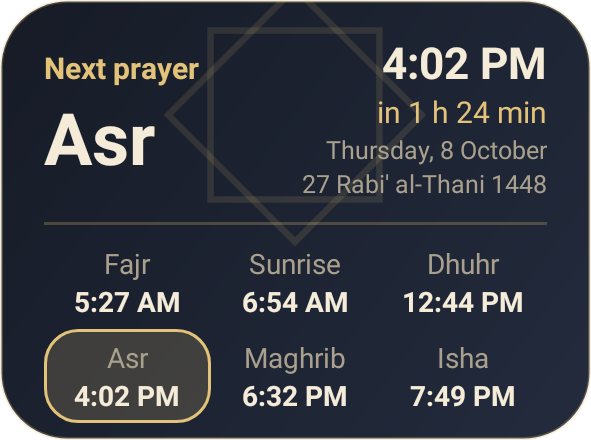 Next prayer
Asr
4:02 PM
in 1 h 24 min
Thursday, 8 October
27 Rabi' al-Thani 1448
Fajr
5:27 AM
Sunrise
6:54 AM
Dhuhr
12:44 PM
Asr
4:02 PM
Maghrib
6:32 PM
Isha
7:49 PM